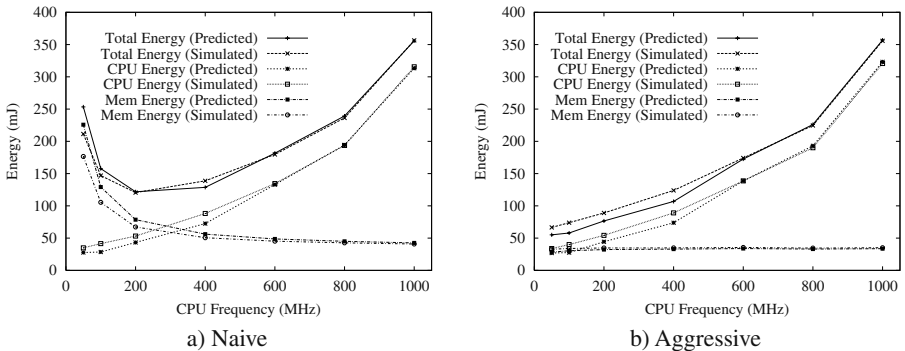 400
350
300
250
200
150
100
50
0
Energy (mJ)
Total Energy (Predicted)
Total Energy (Simulated)
CPU Energy (Predicted)
CPU Energy (Simulated)
Mem Energy (Predicted)
Mem Energy (Simulated)
0 200 400 600 800 1000
CPU Frequency (MHz)
a) Naive
400
350
300
250
200
150
100
50
0
Energy (mJ)
Total Energy (Predicted)
Total Energy (Simulated)
CPU Energy (Predicted)
CPU Energy (Simulated)
Mem Energy (Predicted)
Mem Energy (Simulated)
0 200 400 600 800 1000
CPU Frequency (MHz)
b) Aggressive